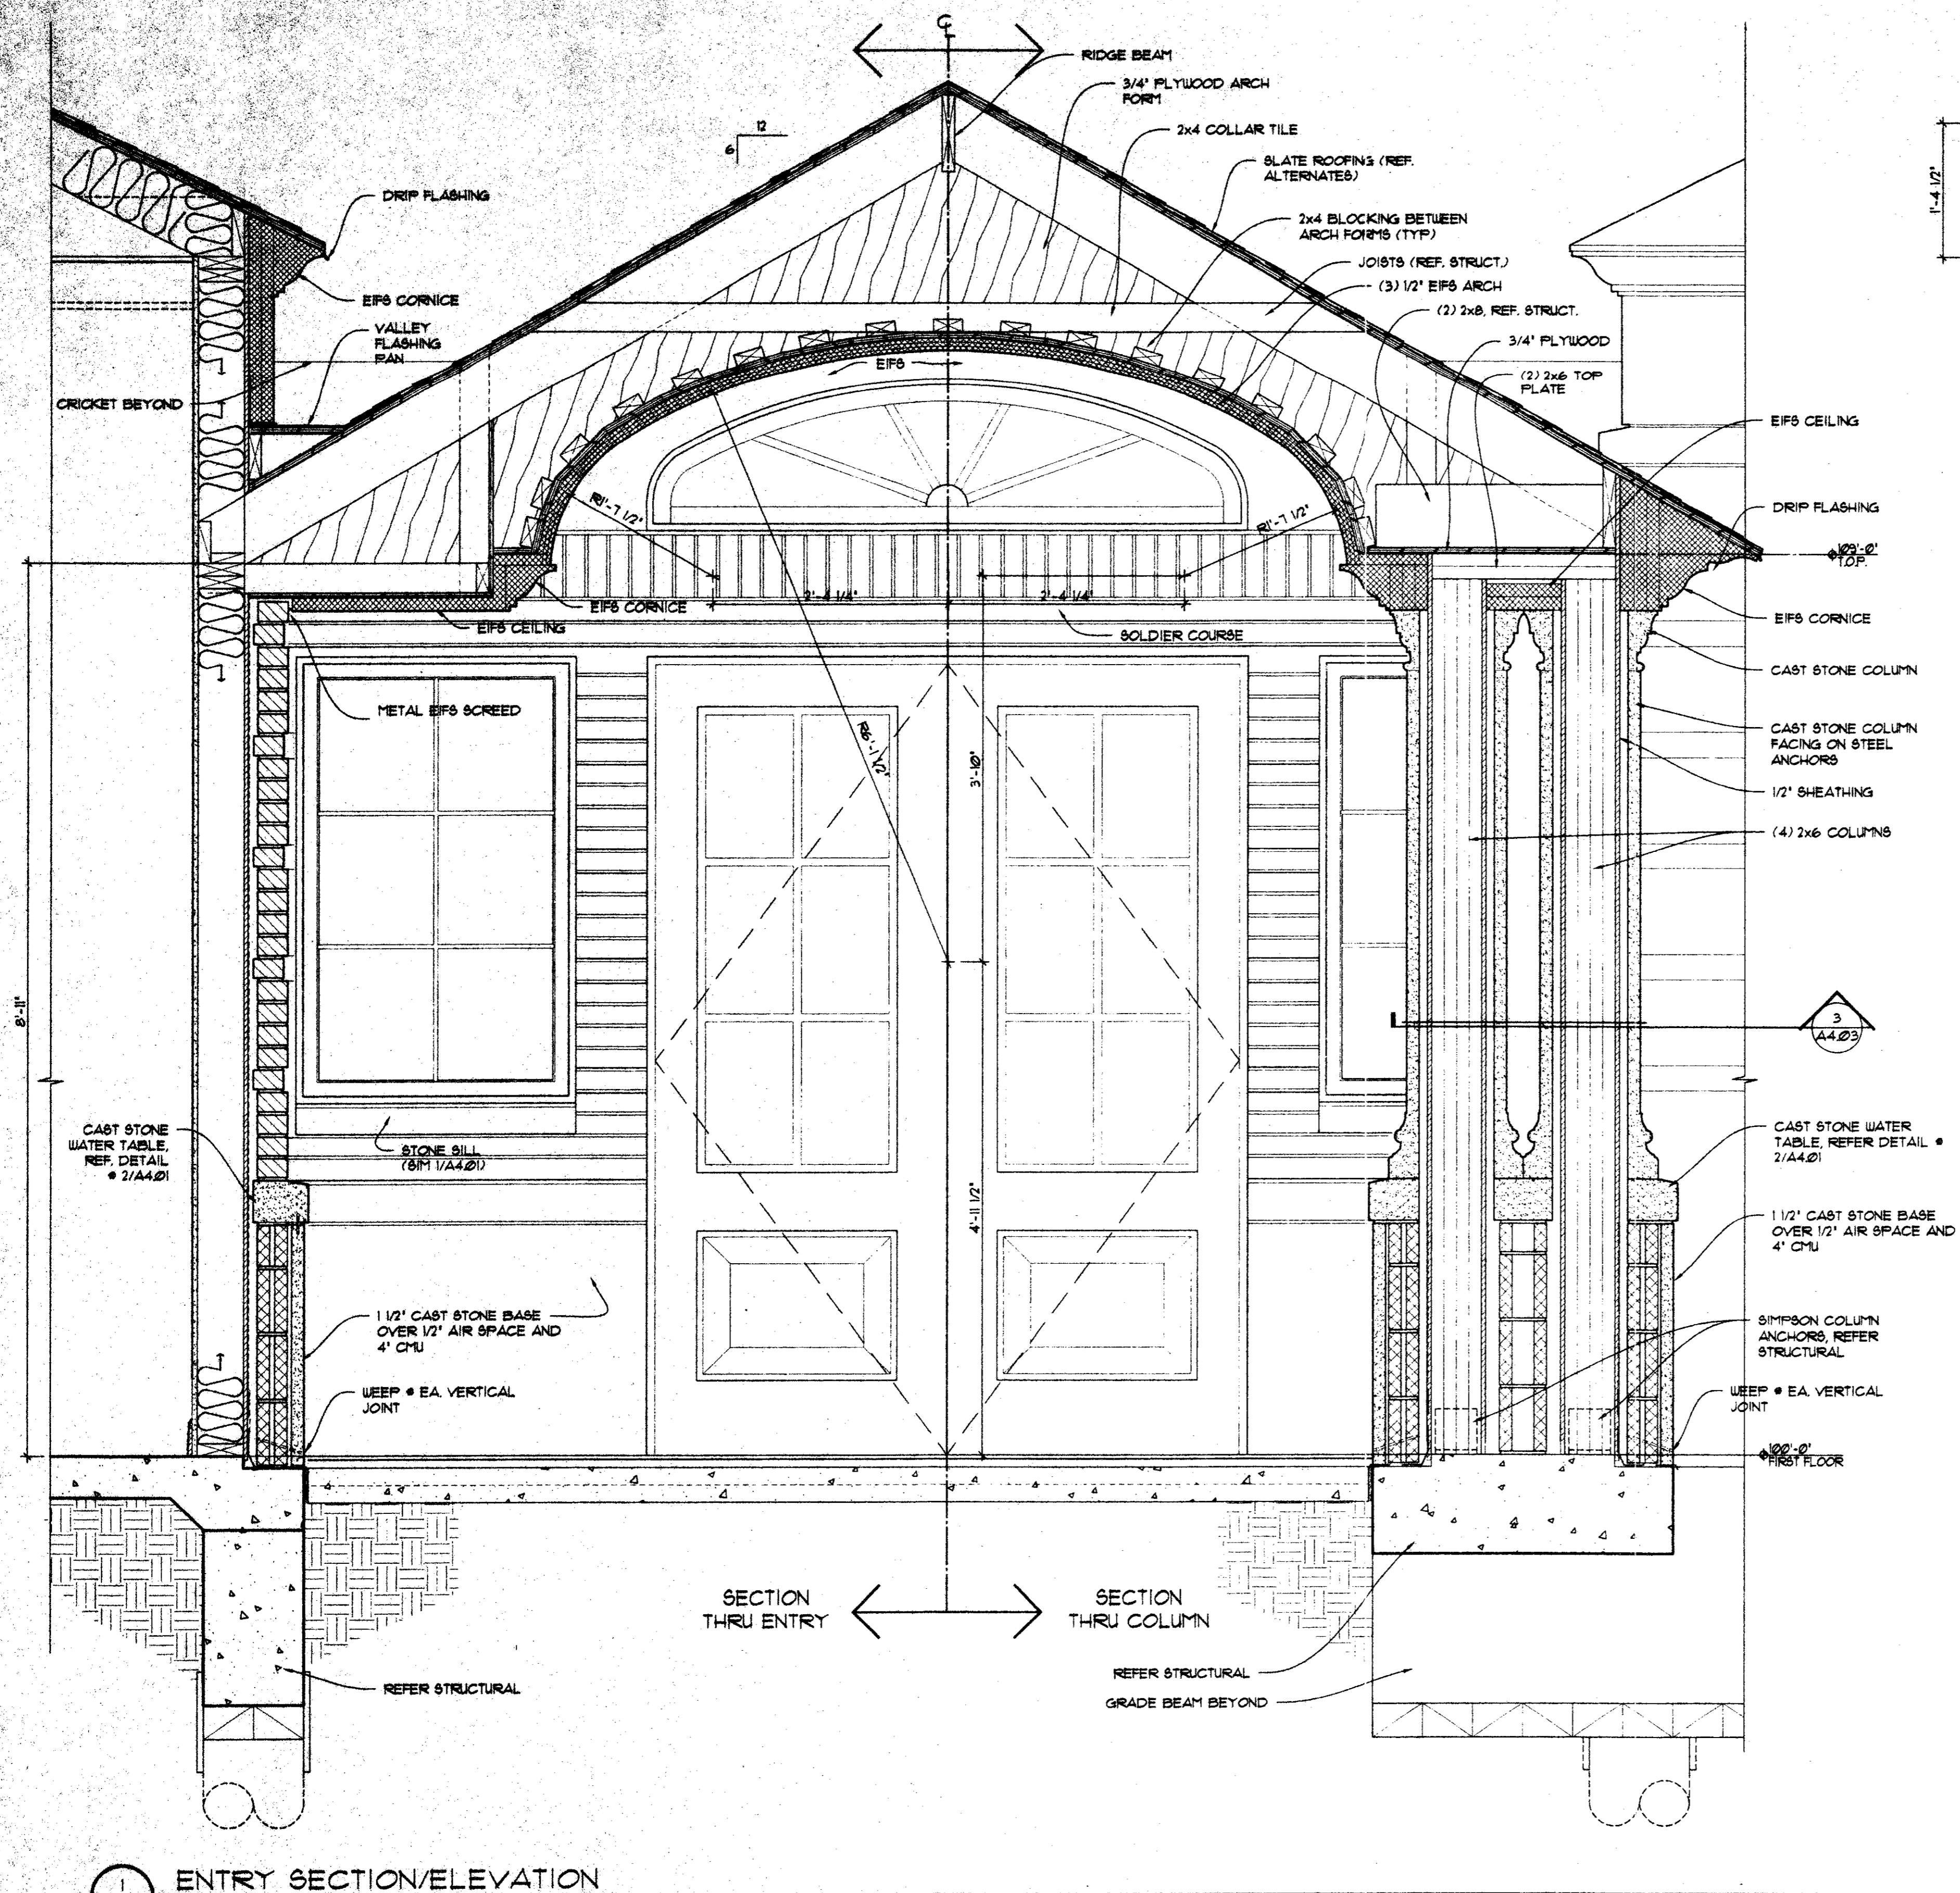 ℄
RIDGE BEAM
3/4" PLYWOOD ARCH
FORM
12
6
2x4 COLLAR TILE
SLATE ROOFING (REF.
ALTERNATES)
DRIP FLASHING
2x4 BLOCKING BETWEEN
ARCH FORMS (TYP)
1'-4 1/2"
JOISTS (REF. STRUCT.)
(3) 1/2" EIFS ARCH
EIFS CORNICE
(2) 2x8, REF. STRUCT.
VALLEY
FLASHING
PAN
3/4" PLYWOOD
EIFS
(2) 2x6 TOP
PLATE
CRICKET BEYOND
EIFS CEILING
R1'-7 1/2"
R1'-7 1/2"
DRIP FLASHING
109'-0"
T.O.P.
2'-4 1/4"
2'-4 1/4"
EIFS CORNICE
EIFS CEILING
SOLDIER COURSE
EIFS CORNICE
CAST STONE COLUMN
METAL EIFS SCREED
R6'-1 1/2"
3'-10"
CAST STONE COLUMN
FACING ON STEEL
ANCHORS
1/2" SHEATHING
(4) 2x6 COLUMNS
8'-11"
3
A4.03
CAST STONE
WATER TABLE,
REF. DETAIL
@ 2/A4.01
STONE SILL
(SIM 1/A4.01)
CAST STONE WATER
TABLE, REFER DETAIL @
2/A4.01
4'-11 1/2"
1 1/2" CAST STONE BASE
OVER 1/2" AIR SPACE AND
4" CMU
1 1/2" CAST STONE BASE
OVER 1/2" AIR SPACE AND
4" CMU
SIMPSON COLUMN
ANCHORS, REFER
STRUCTURAL
WEEP @ EA. VERTICAL
JOINT
WEEP @ EA. VERTICAL
JOINT
100'-0"
FIRST FLOOR
SECTION
THRU ENTRY
SECTION
THRU COLUMN
REFER STRUCTURAL
REFER STRUCTURAL
GRADE BEAM BEYOND
1
ENTRY SECTION/ELEVATION